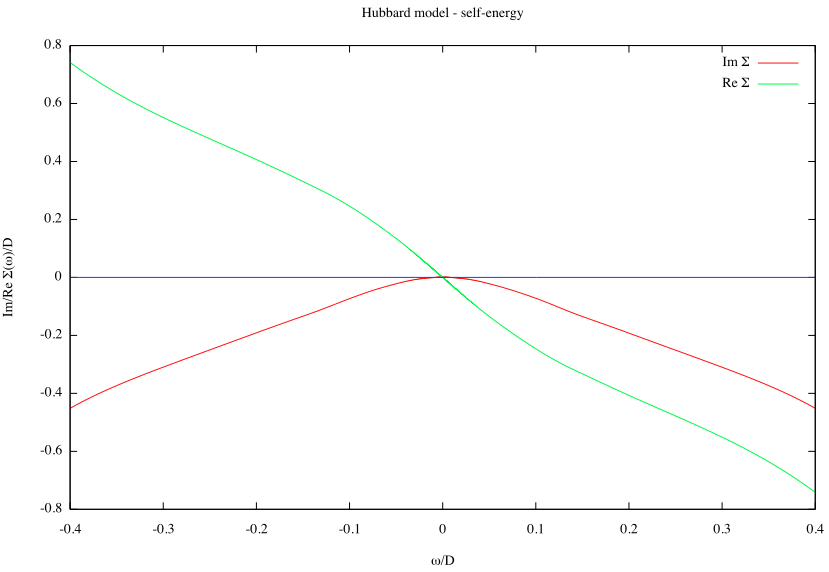 Hubbard model - self-energy
Im Σ
Re Σ
0.8
0.6
0.4
0.2
0
-0.2
-0.4
-0.6
-0.8
Im/Re Σ(ω)/D
-0.4 -0.3 -0.2 -0.1 0 0.1 0.2 0.3 0.4
ω/D